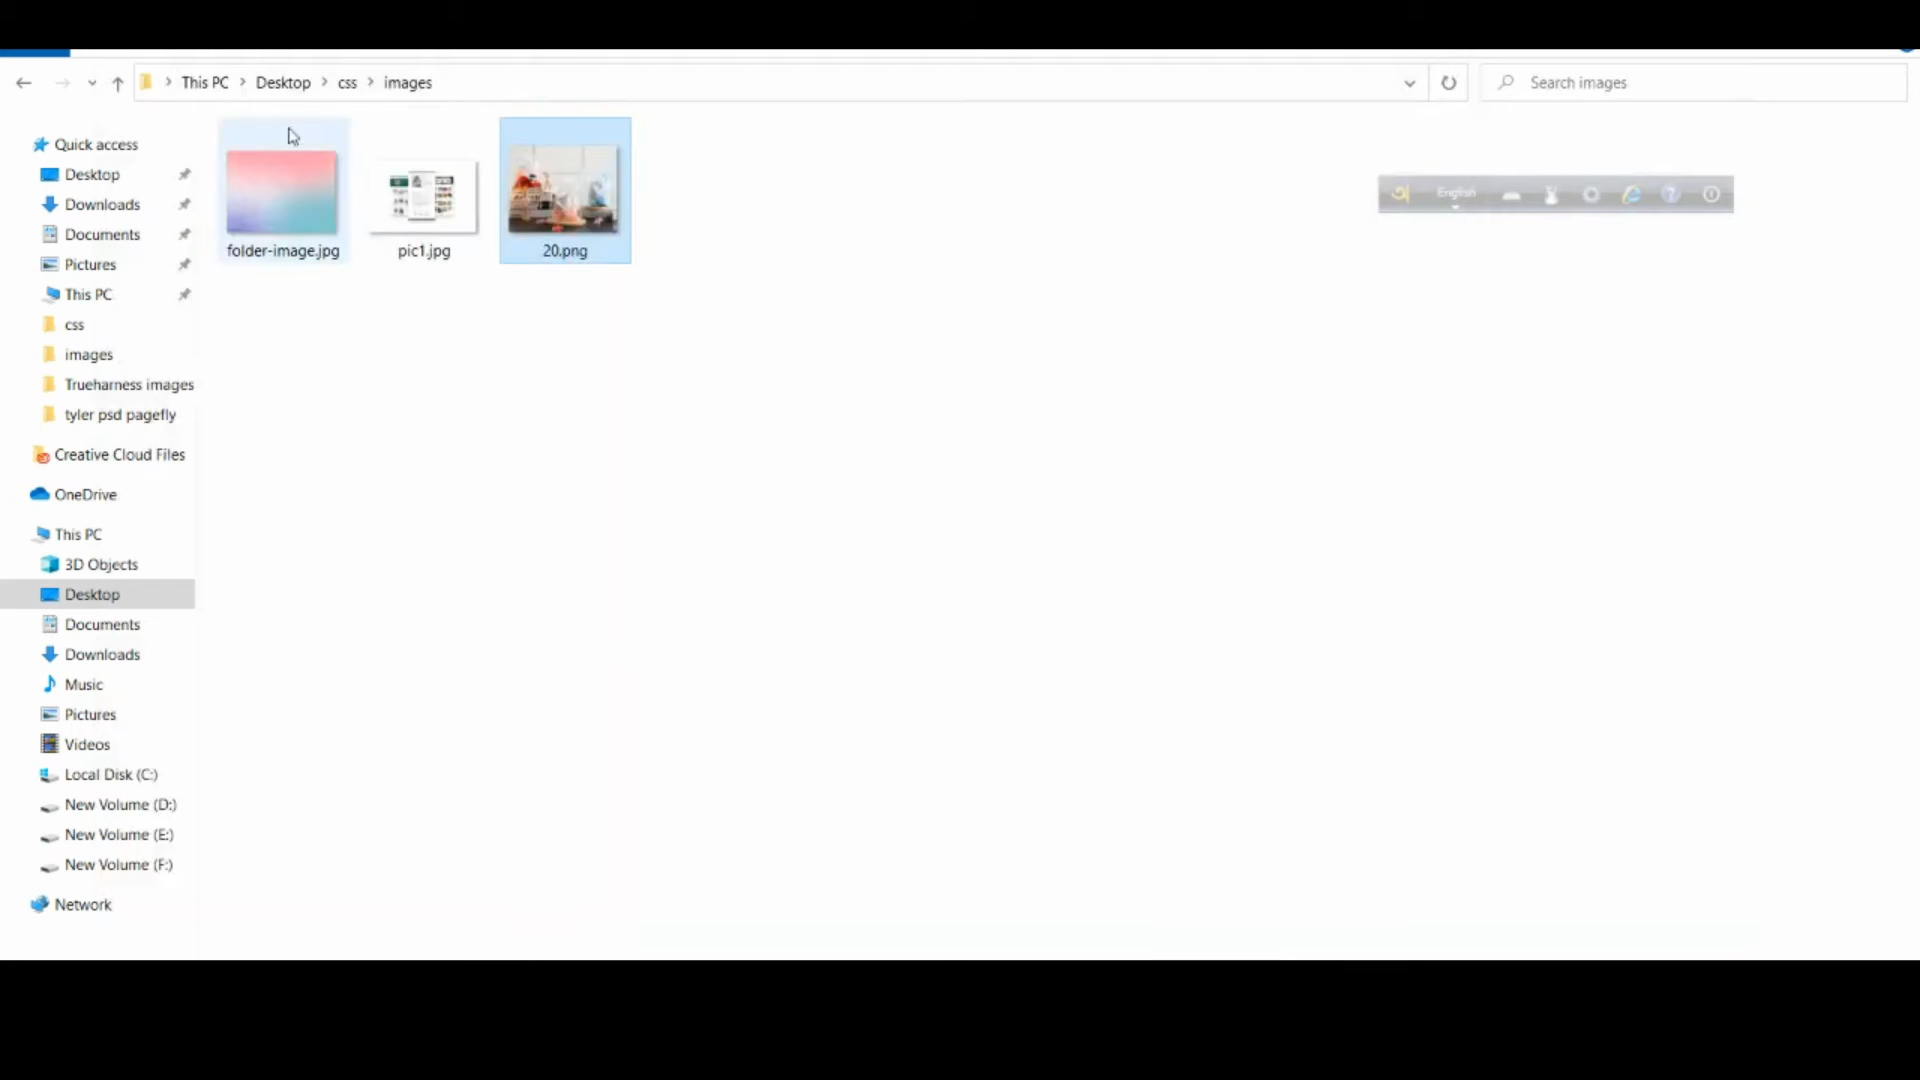 This PC > Desktop > css > images
Search images
Quick access
Desktop
Downloads
Documents
Pictures
This PC
css
images
Trueharness images
tyler psd pagefly
Creative Cloud Files
OneDrive
This PC
3D Objects
Desktop
Documents
Downloads
Music
Pictures
Videos
Local Disk (C:)
New Volume (D:)
New Volume (E:)
New Volume (F:)
Network
folder-image.jpg
pic1.jpg
20.png
অ English